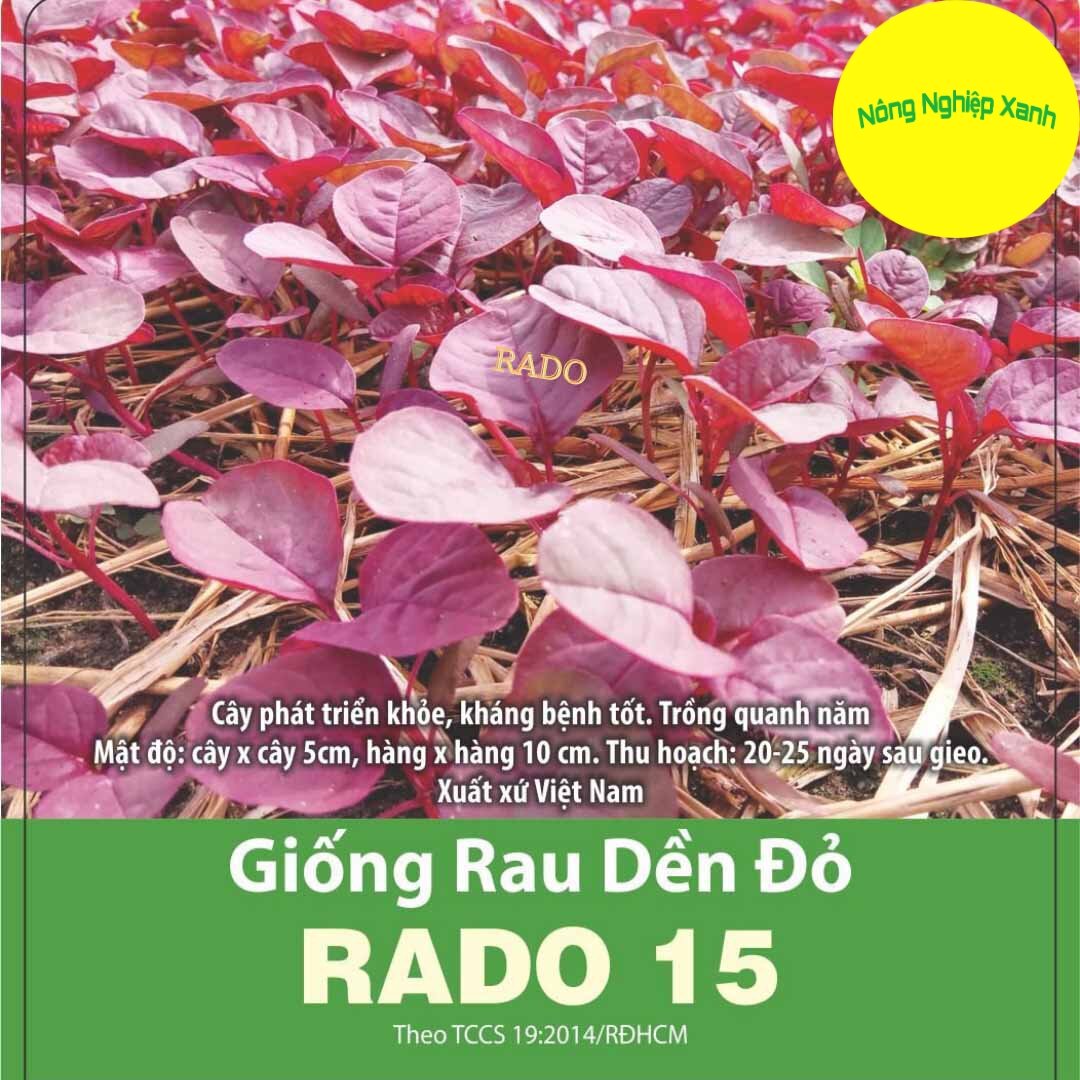 Nông Nghiệp Xanh
RADO
Cây phát triển khỏe, kháng bệnh tốt. Trồng quanh năm
Mật độ: cây x cây 5cm, hàng x hàng 10 cm. Thu hoạch: 20-25 ngày sau gieo.
Xuất xứ Việt Nam
Giống Rau Dền Đỏ
RADO 15
Theo TCCS 19:2014/RĐHCM